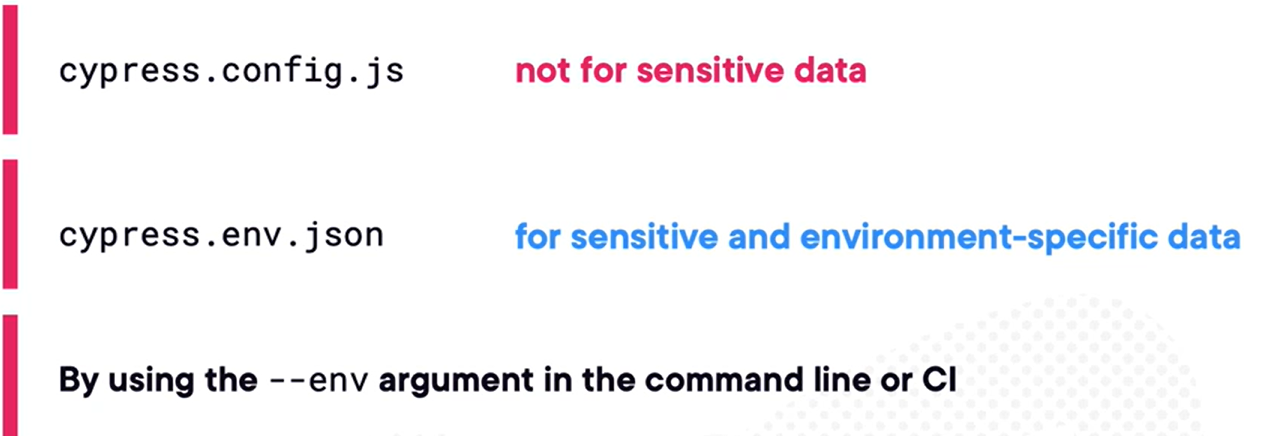 cypress.config.js not for sensitive data
cypress.env.json for sensitive and environment-specific data
By using the --env argument in the command line or CI